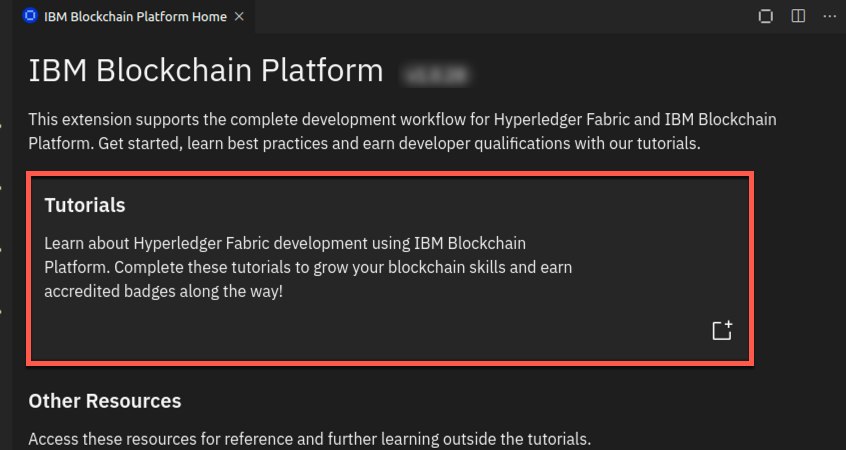 IBM Blockchain Platform Home
IBM Blockchain Platform
This extension supports the complete development workflow for Hyperledger Fabric and IBM Blockchain
Platform. Get started, learn best practices and earn developer qualifications with our tutorials.
Tutorials
Learn about Hyperledger Fabric development using IBM Blockchain
Platform. Complete these tutorials to grow your blockchain skills and earn
accredited badges along the way!
Other Resources
Access these resources for reference and further learning outside the tutorials.